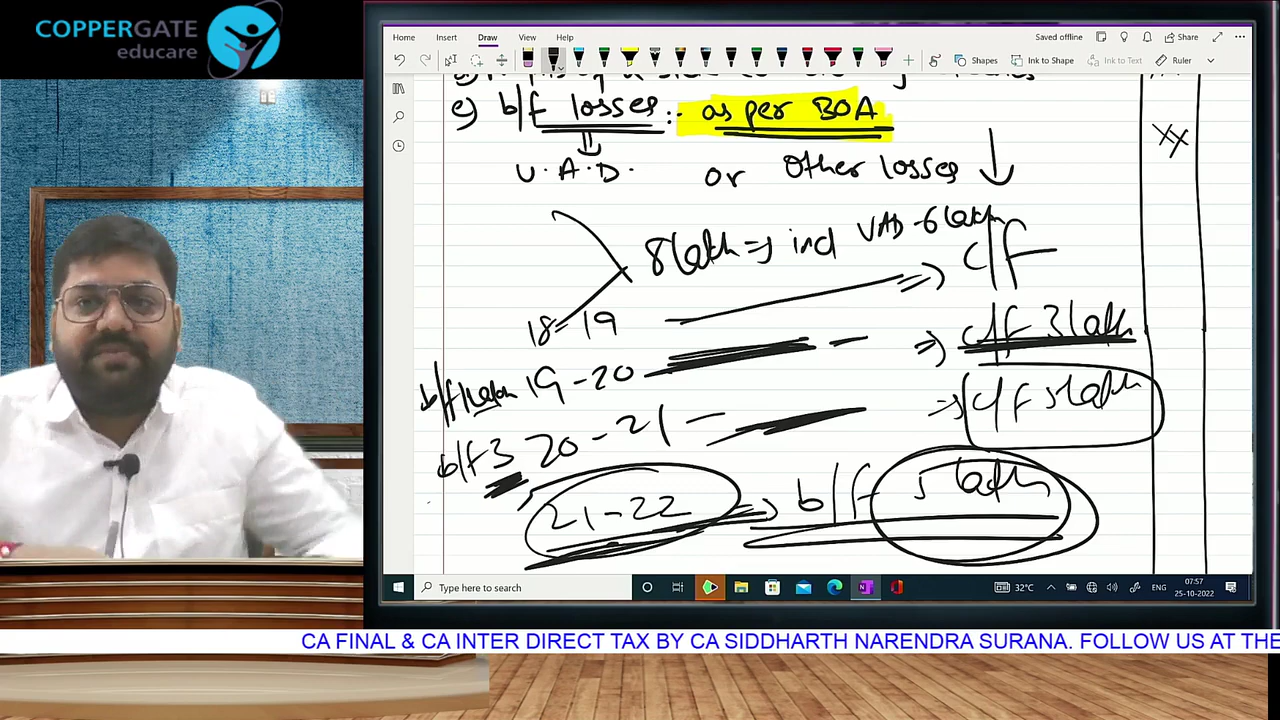 COPPERGATE
educare
Home Insert Draw View Help
Saved offline
Share
Shapes
Ink to Shape
Ink to Text
Ruler
e) b/f losses :- as per BOA
U.A.D. or Other losses
8 lakh => incl UAD-6 lakh
c/f
18-19
c/f 3 lakh
19-20
c/f 5 lakh
b/f 3 20-21
21-22 => b/f 5 lakh
Type here to search
32°C
ENG
07:57
25-10-2022
CA FINAL & CA INTER DIRECT TAX BY CA SIDDHARTH NARENDRA SURANA. FOLLOW US AT THE